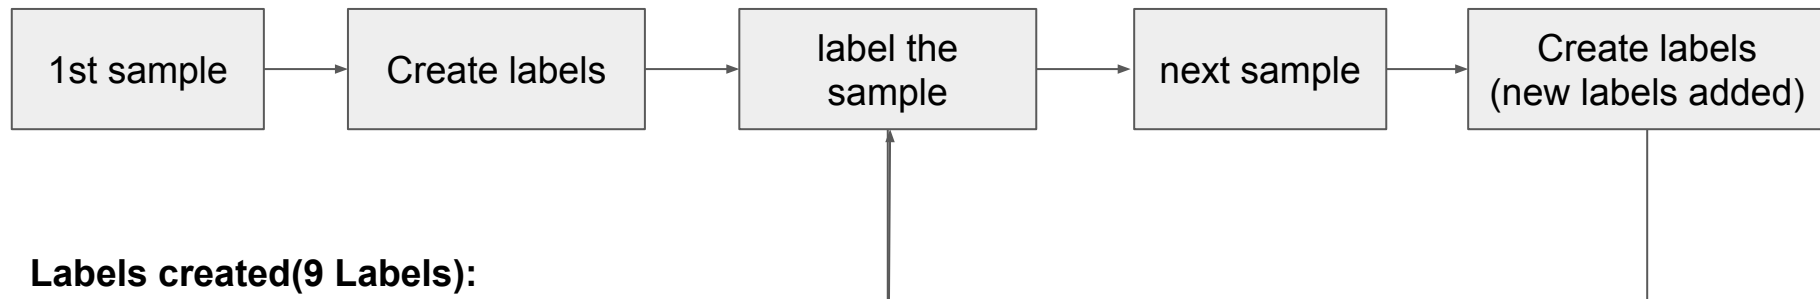 1st sample
Create labels
label the
sample
next sample
Create labels
(new labels added)
Labels created(9 Labels):